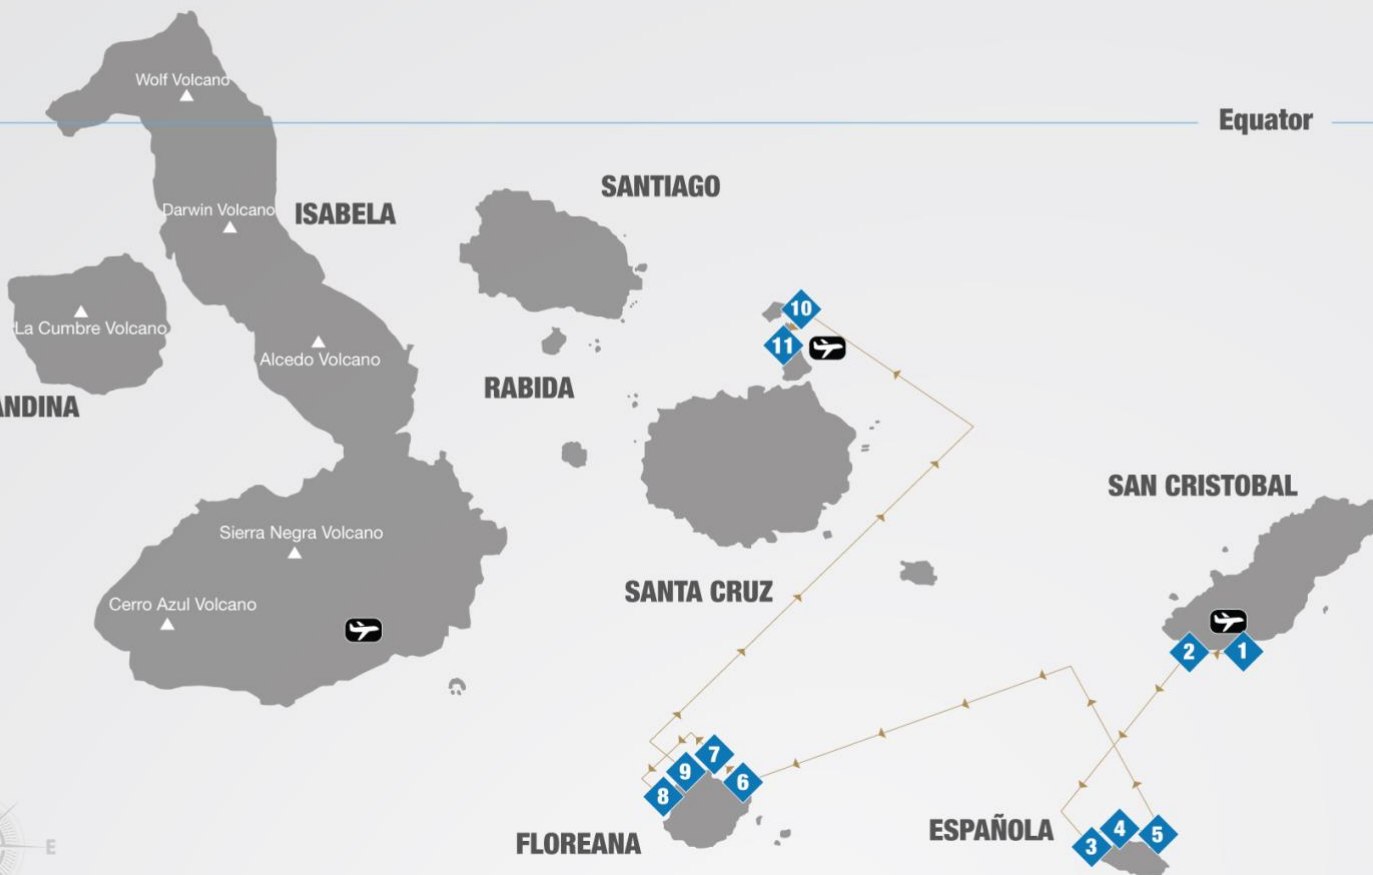 Wolf Volcano
Equator
SANTIAGO
Darwin Volcano
ISABELA
10
La Cumbre Volcano
11
Alcedo Volcano
RABIDA
ANDINA
SAN CRISTOBAL
Sierra Negra Volcano
SANTA CRUZ
Cerro Azul Volcano
2
1
7
9
6
8
FLOREANA
ESPAÑOLA
4
5
3
E